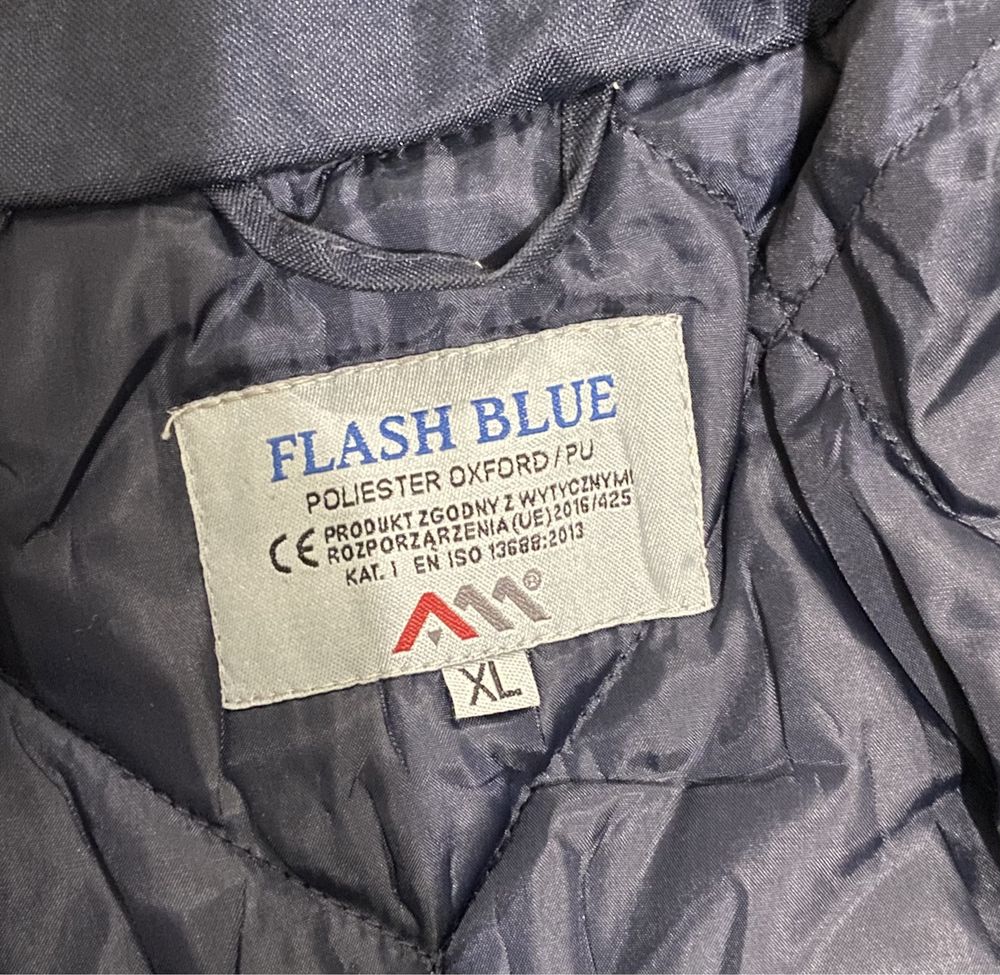 FLASH BLUE
POLIESTER OXFORD/PU
CE PRODUKT ZGODNY Z WYTYCZNYMI
ROZPORZĄRZENIA (UE) 2016/425
KAT. I EN ISO 13688:2013
AM®
XL